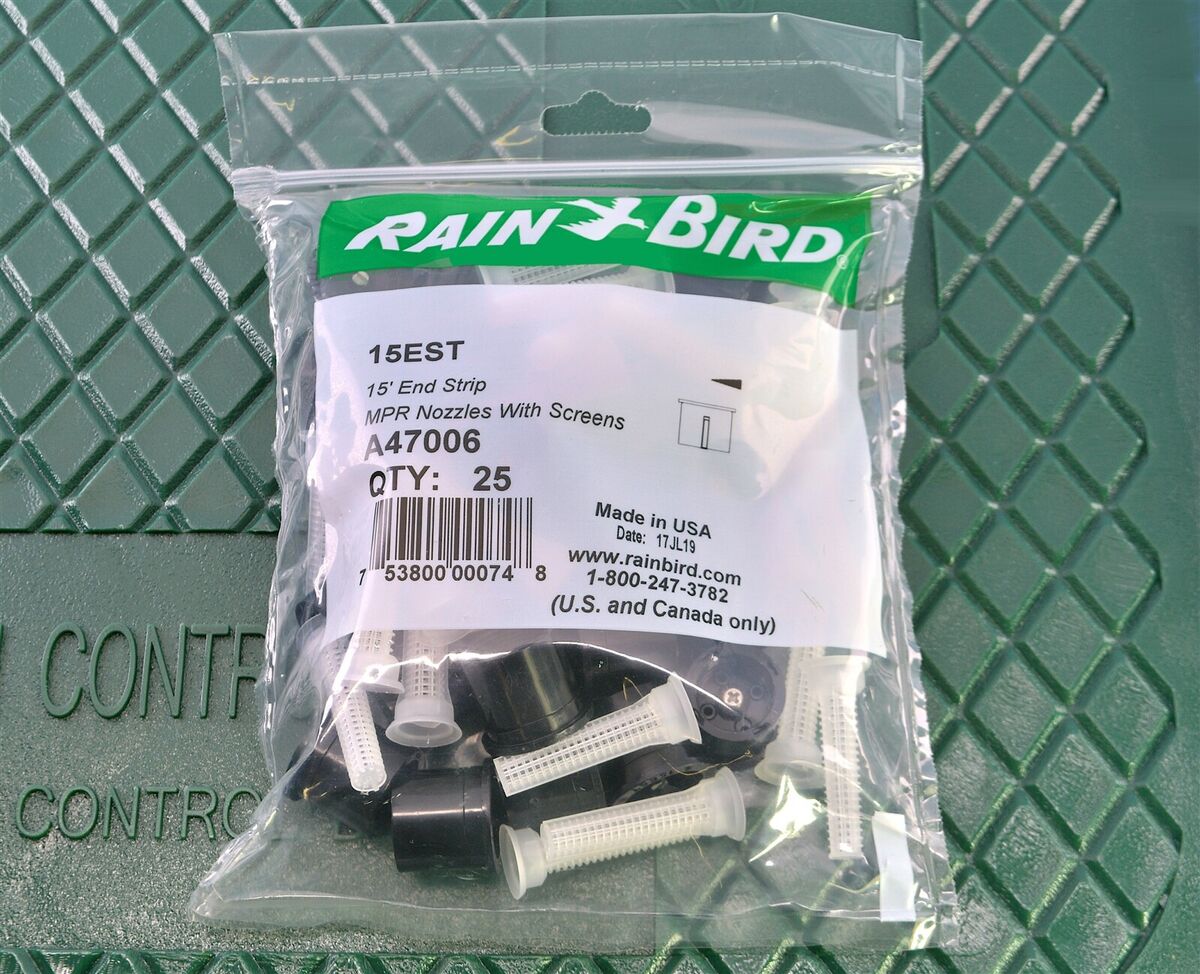 RAIN BIRD
15EST
15' End Strip
MPR Nozzles With Screens
A47006
QTY: 25
7 53800 00074 8
Made in USA
Date: 17JL19
www.rainbird.com
1-800-247-3782
(U.S. and Canada only)
CONTR
CONTRO